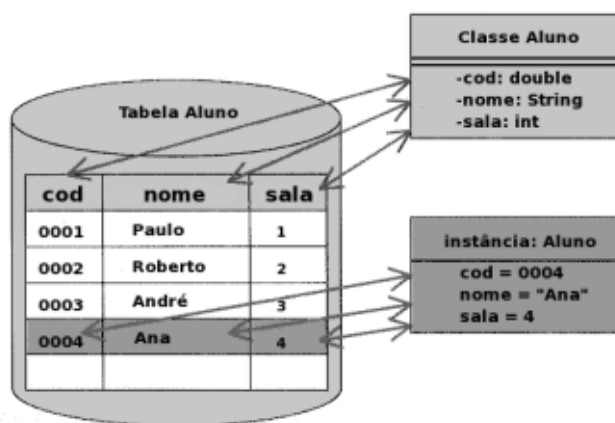 Classe Aluno
-cod: double
-nome: String
-sala: int
Tabela Aluno
cod nome sala
0001 Paulo 1
0002 Roberto 2
0003 André 3
0004 Ana 4
instância: Aluno
cod = 0004
nome = "Ana"
sala = 4